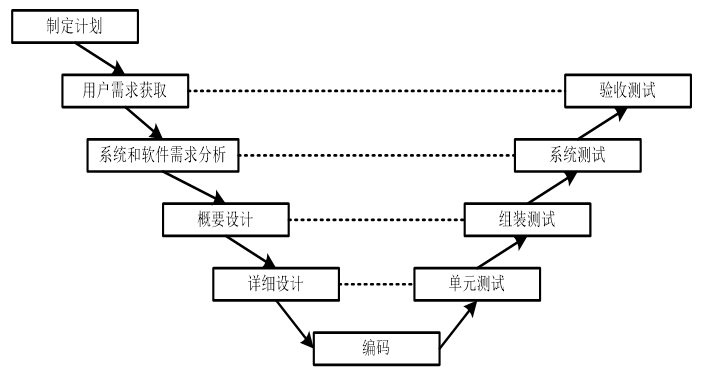 制定计划
用户需求获取
验收测试
系统和软件需求分析
系统测试
概要设计
组装测试
详细设计
单元测试
编码